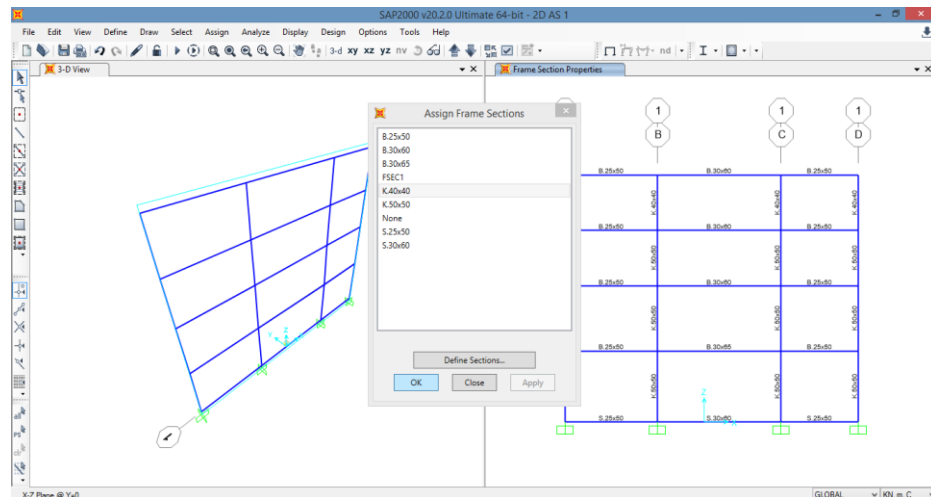 SAP2000 v20.2.0 Ultimate 64-bit - 2D AS 1
File Edit View Define Draw Select Assign Analyze Display Design Options Tools Help
3-d xy xz yz nv
nd
3-D View
Frame Section Properties
Assign Frame Sections
B.25x50
B.30x60
B.30x65
FSEC1
K.40x40
K.50x50
None
S.25x50
S.30x60
Define Sections...
OK Close Apply
1 1 1
B C D
B.25x50 B.30x60 B.25x50
K.40x40 K.40x40 K.40x40
B.25x50 B.30x60 B.25x50
K.50x50 K.50x50 K.50x50
B.25x50 B.30x60 B.25x50
K.50x50 K.50x50 K.50x50
B.25x50 B.30x65 B.25x50
K.50x50 K.50x50 K.50x50
S.25x50 S.30x60 S.25x50
Z
X
Z
Y
X-Z Plane @ Y=0
GLOBAL KN, m, C